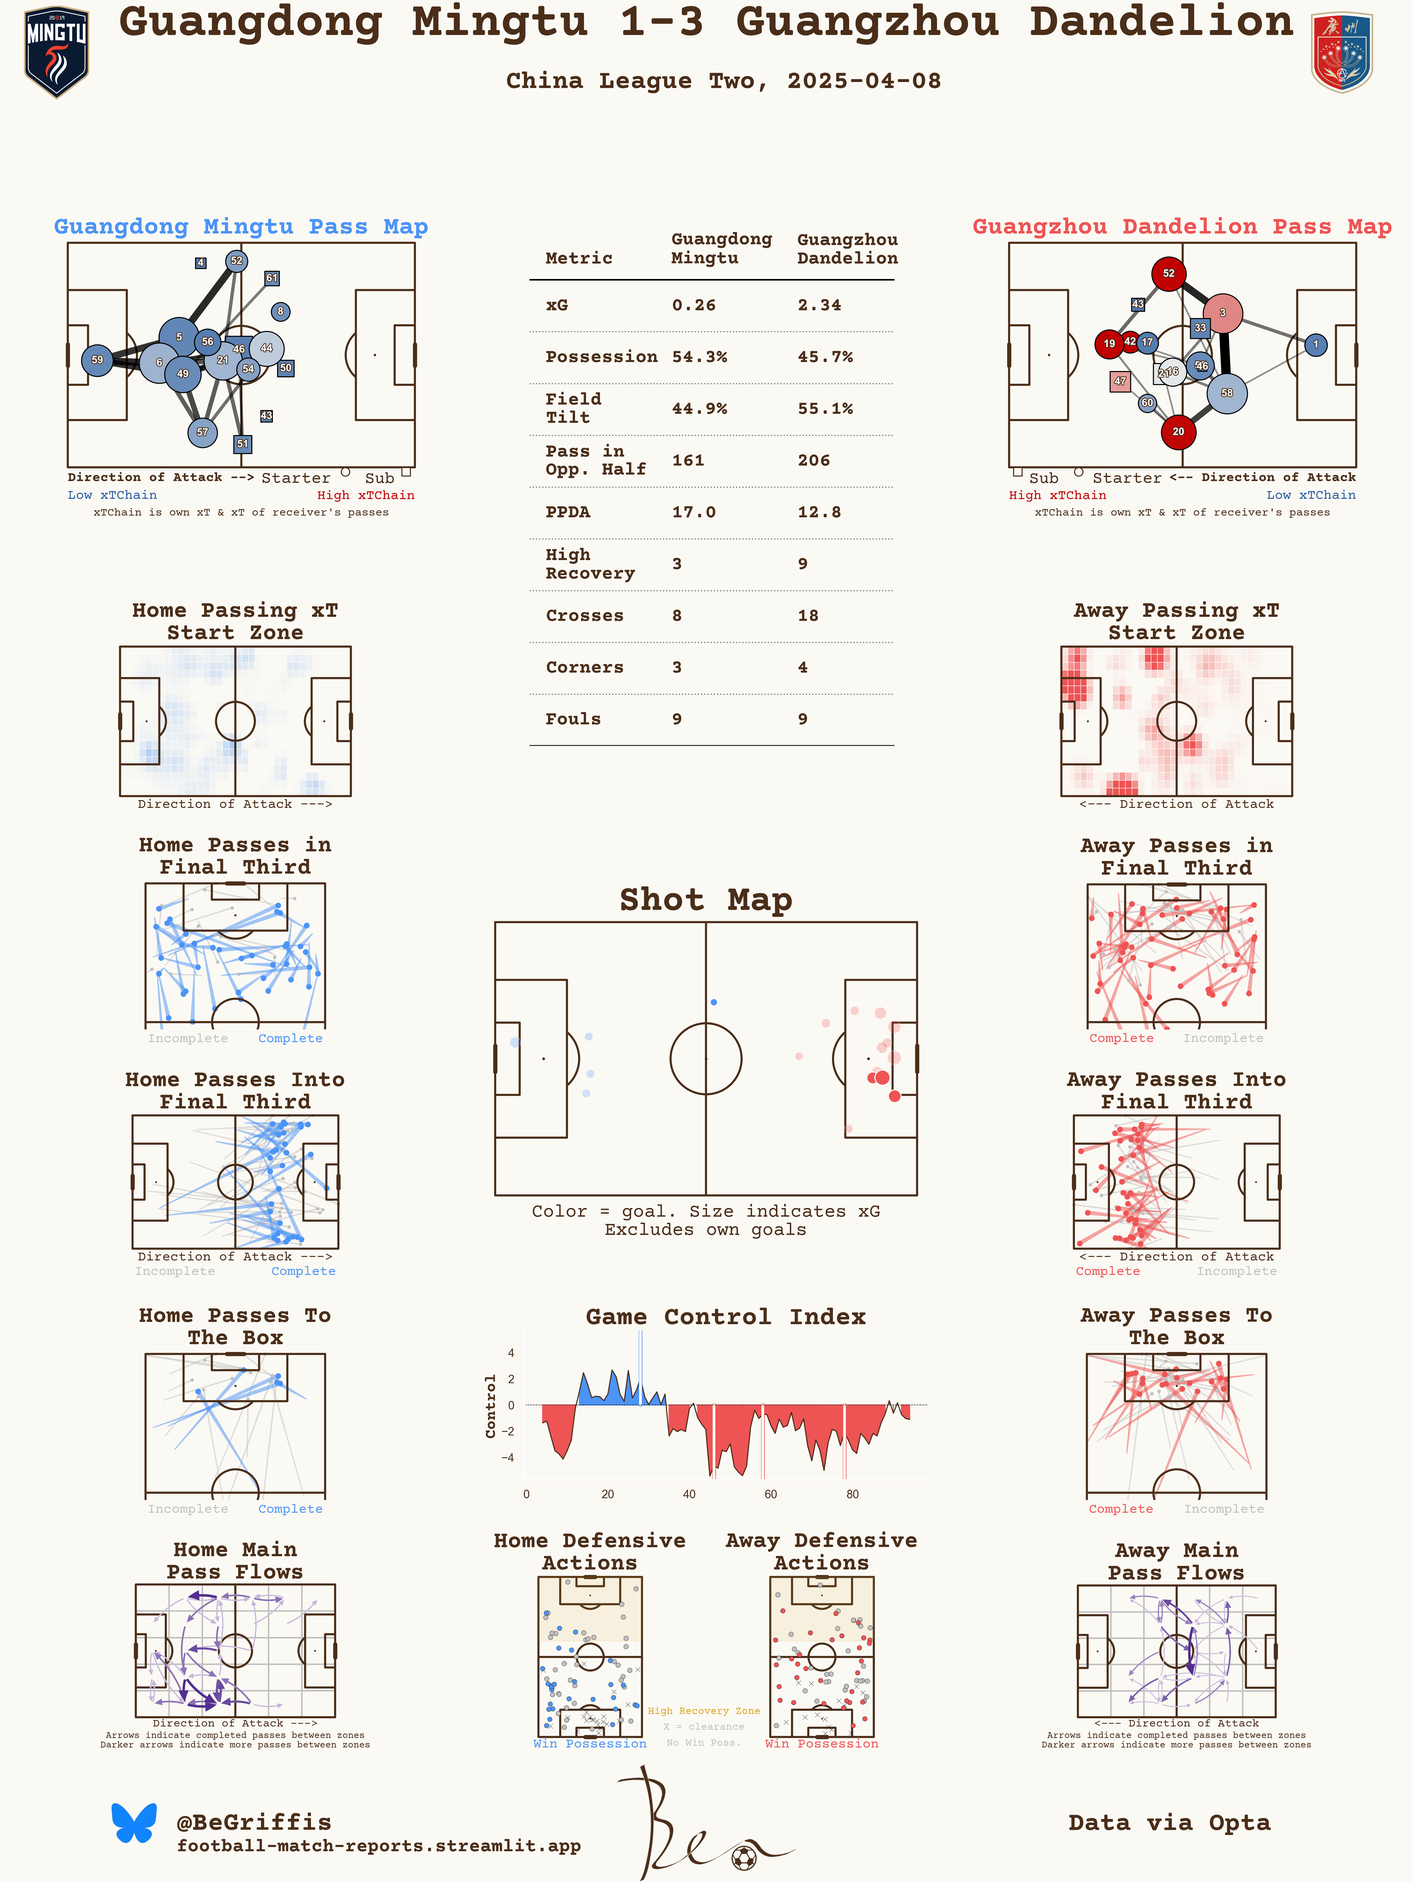 Guangdong Mingtu 1-3 Guangzhou Dandelion
China League Two, 2025-04-08
2019
MINGTU
广州
Guangdong Mingtu Pass Map
4
52
61
8
5
56
46
44
59
6
49
21
54
50
43
57
51
Direction of Attack --> Starter Sub
Low xTChain High xTChain
xTChain is own xT & xT of receiver's passes
Metric Guangdong Mingtu Guangzhou Dandelion
xG 0.26 2.34
Possession 54.3% 45.7%
Field Tilt 44.9% 55.1%
Pass in Opp. Half 161 206
PPDA 17.0 12.8
High Recovery 3 9
Crosses 8 18
Corners 3 4
Fouls 9 9
Guangzhou Dandelion Pass Map
52
43
3
33
19
42
17
1
21
16
46
47
58
60
20
Sub Starter <-- Direction of Attack
High xTChain Low xTChain
xTChain is own xT & xT of receiver's passes
Home Passing xT
Start Zone
Direction of Attack --->
Away Passing xT
Start Zone
<--- Direction of Attack
Home Passes in
Final Third
Incomplete Complete
Away Passes in
Final Third
Complete Incomplete
Shot Map
Color = goal. Size indicates xG
Excludes own goals
Home Passes Into
Final Third
Direction of Attack --->
Incomplete Complete
Away Passes Into
Final Third
<--- Direction of Attack
Complete Incomplete
Home Passes To
The Box
Incomplete Complete
Game Control Index
Control
4
2
0
−2
−4
0 20 40 60 80
Away Passes To
The Box
Complete Incomplete
Home Main
Pass Flows
Direction of Attack --->
Arrows indicate completed passes between zones
Darker arrows indicate more passes between zones
Home Defensive
Actions
Win Possession
High Recovery Zone
X = clearance
No Win Poss.
Away Defensive
Actions
Win Possession
Away Main
Pass Flows
<--- Direction of Attack
Arrows indicate completed passes between zones
Darker arrows indicate more passes between zones
@BeGriffis
football-match-reports.streamlit.app
Ben
Data via Opta